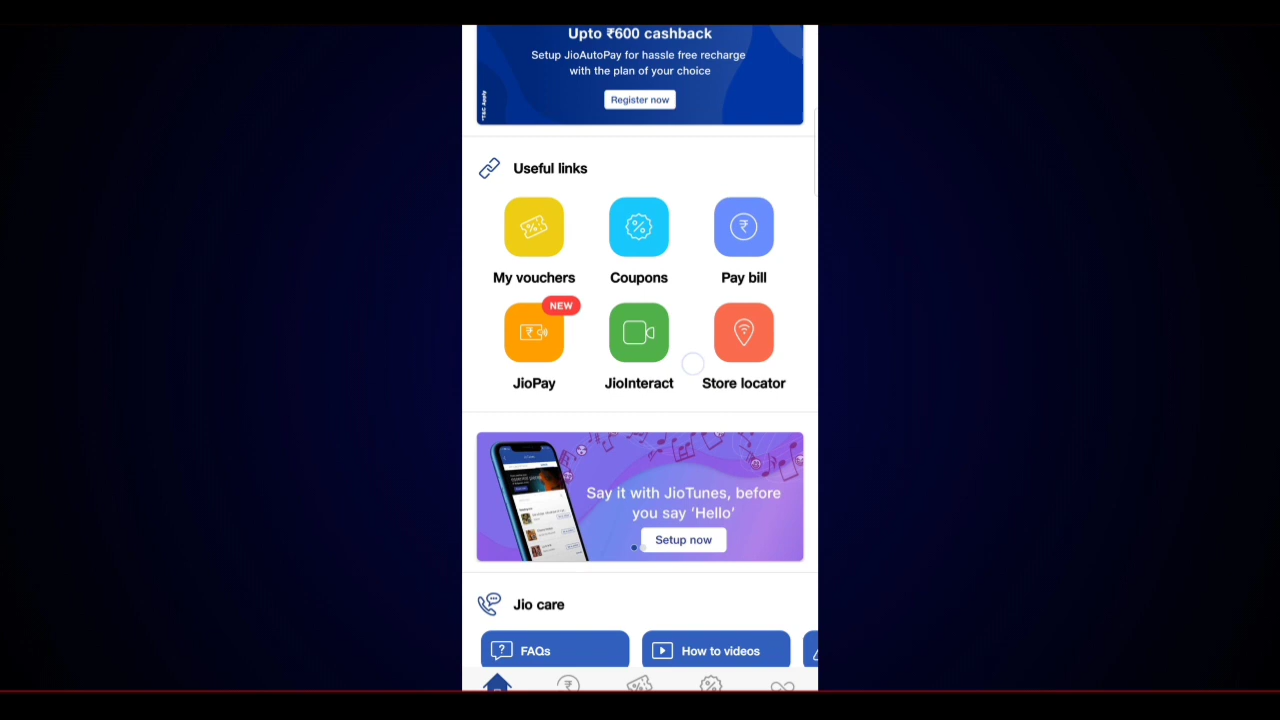 Upto ₹600 cashback
Setup JioAutoPay for hassle free recharge
with the plan of your choice
Register now
*T&C Apply
Useful links
My vouchers
Coupons
Pay bill
NEW
JioPay
JioInteract
Store locator
Say it with JioTunes, before
you say ‘Hello’
Setup now
Jio care
FAQs
How to videos